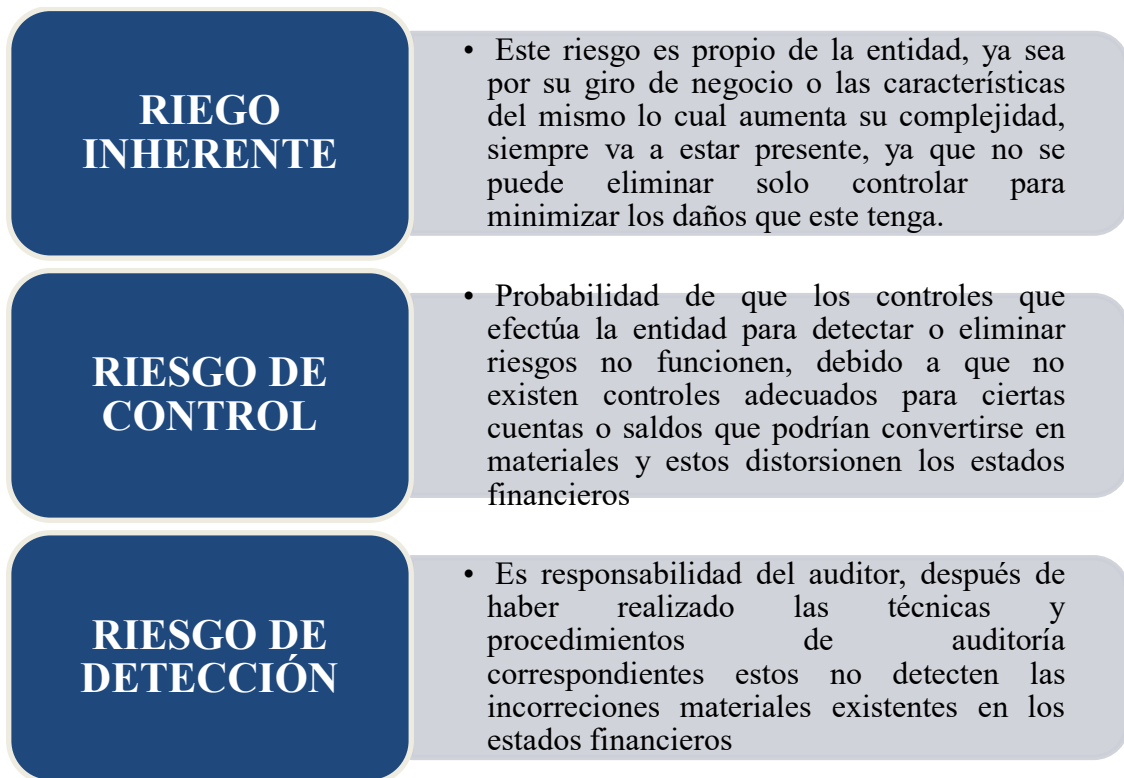 RIEGO
INHERENTE
• Este riesgo es propio de la entidad, ya sea
por su giro de negocio o las características
del mismo lo cual aumenta su complejidad,
siempre va a estar presente, ya que no se
puede eliminar solo controlar para
minimizar los daños que este tenga.
RIESGO DE
CONTROL
• Probabilidad de que los controles que
efectúa la entidad para detectar o eliminar
riesgos no funcionen, debido a que no
existen controles adecuados para ciertas
cuentas o saldos que podrían convertirse en
materiales y estos distorsionen los estados
financieros
RIESGO DE
DETECCIÓN
• Es responsabilidad del auditor, después de
haber realizado las técnicas y
procedimientos de auditoría
correspondientes estos no detecten las
incorreciones materiales existentes en los
estados financieros